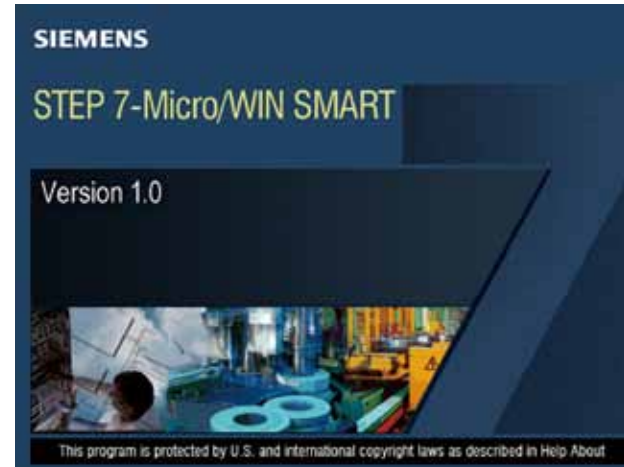 SIEMENS
STEP 7-Micro/WIN SMART
Version 1.0
This program is protected by U.S. and international copyright laws as described in Help About